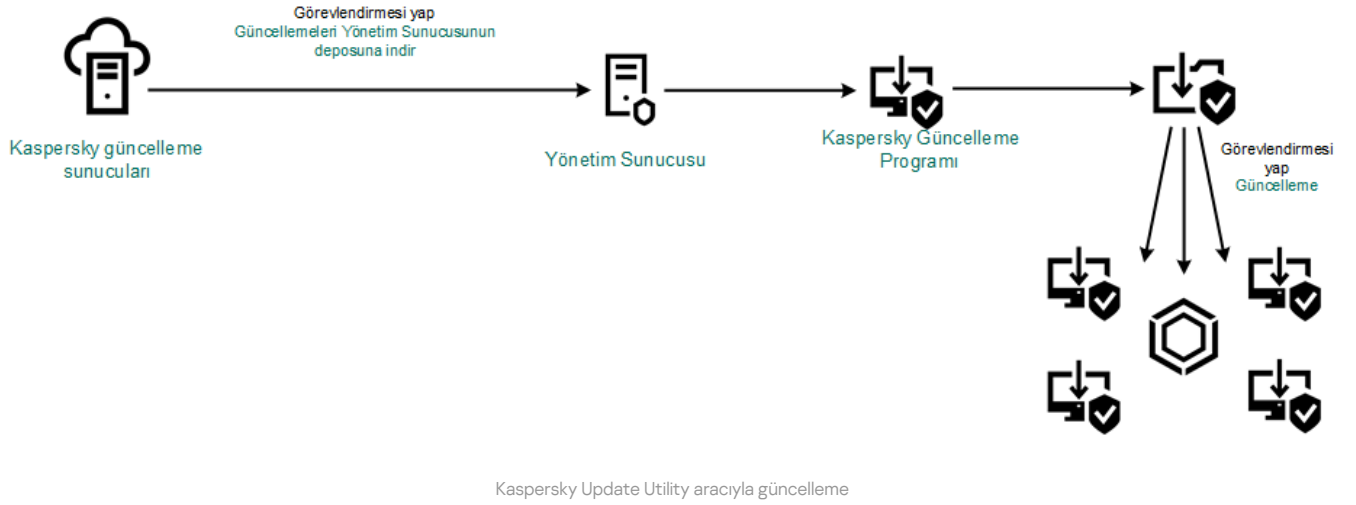 Görevlendirmesi yap
Güncellemeleri Yönetim Sunucusunun
deposuna indir
Kaspersky güncelleme
sunucuları
Yönetim Sunucusu
Kaspersky Güncelleme
Programı
Görevlendirmesi
yap
Güncelleme
Kaspersky Update Utility aracıyla güncelleme